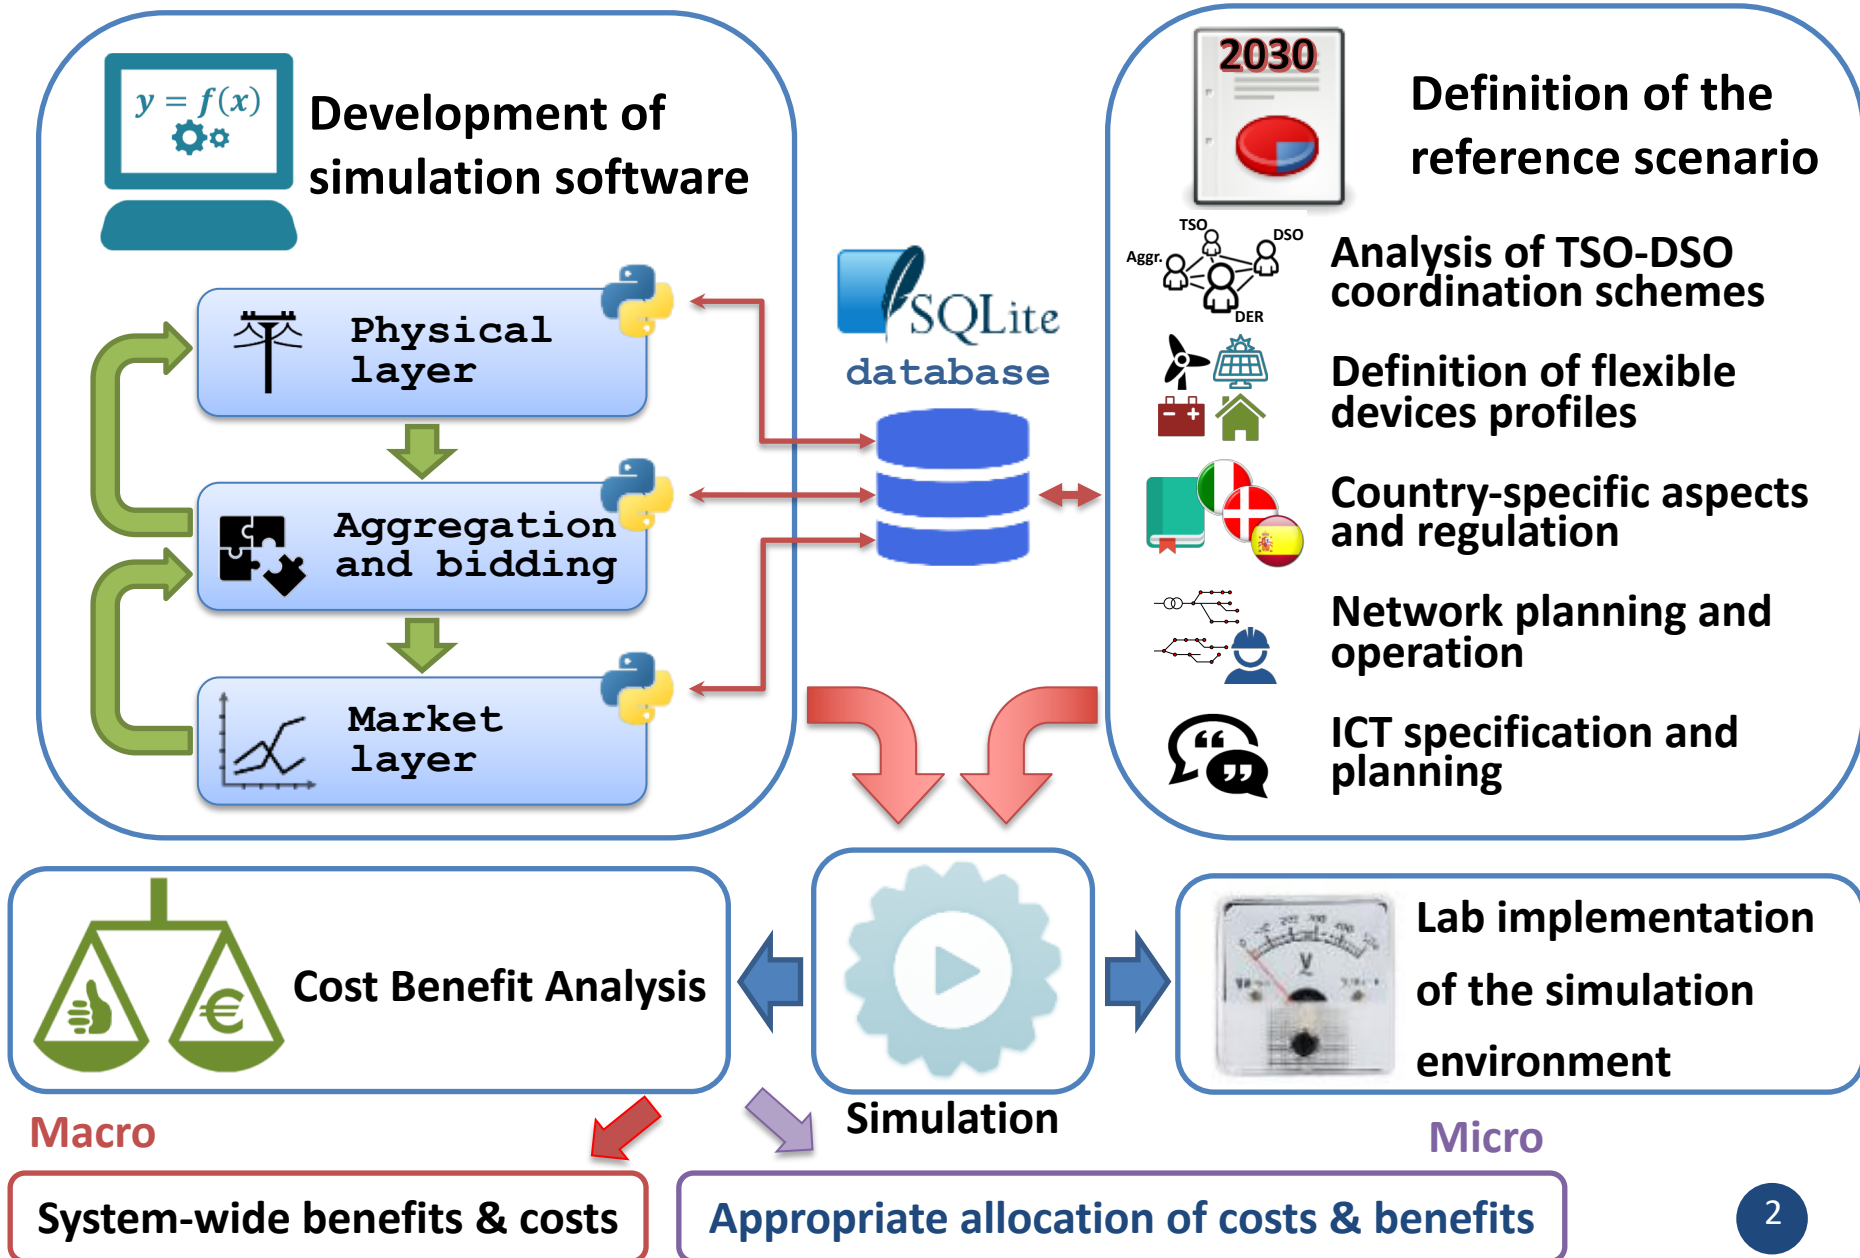 y = f(x)
Development of
simulation software
Physical
layer
Aggregation
and bidding
Market
layer
SQLite
database
2030
Definition of the
reference scenario
TSO
DSO
Aggr.
DER
Analysis of TSO-DSO
coordination schemes
Definition of flexible
devices profiles
Country-specific aspects
and regulation
Network planning and
operation
ICT specification and
planning
€
Cost Benefit Analysis
Simulation
V
Lab implementation
of the simulation
environment
Macro
Micro
System-wide benefits & costs
Appropriate allocation of costs & benefits
2